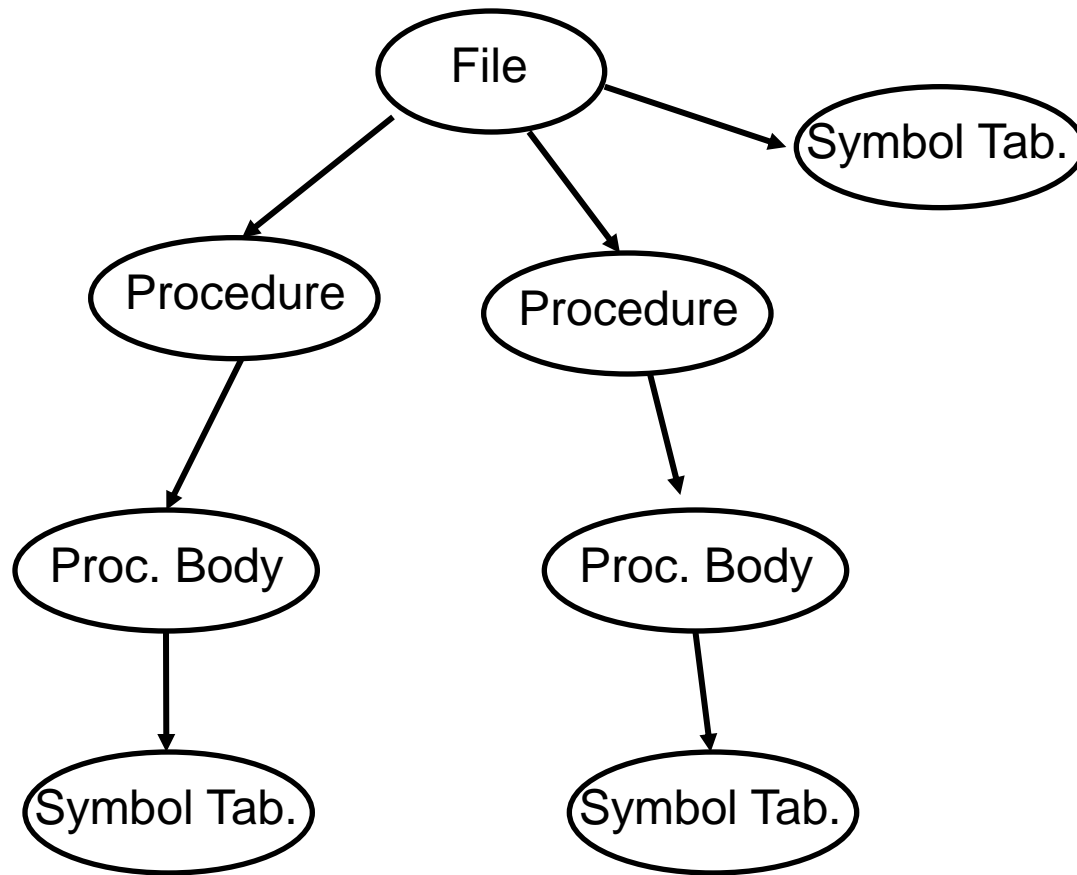 File
Symbol Tab.
Procedure
Procedure
Proc. Body
Proc. Body
Symbol Tab.
Symbol Tab.